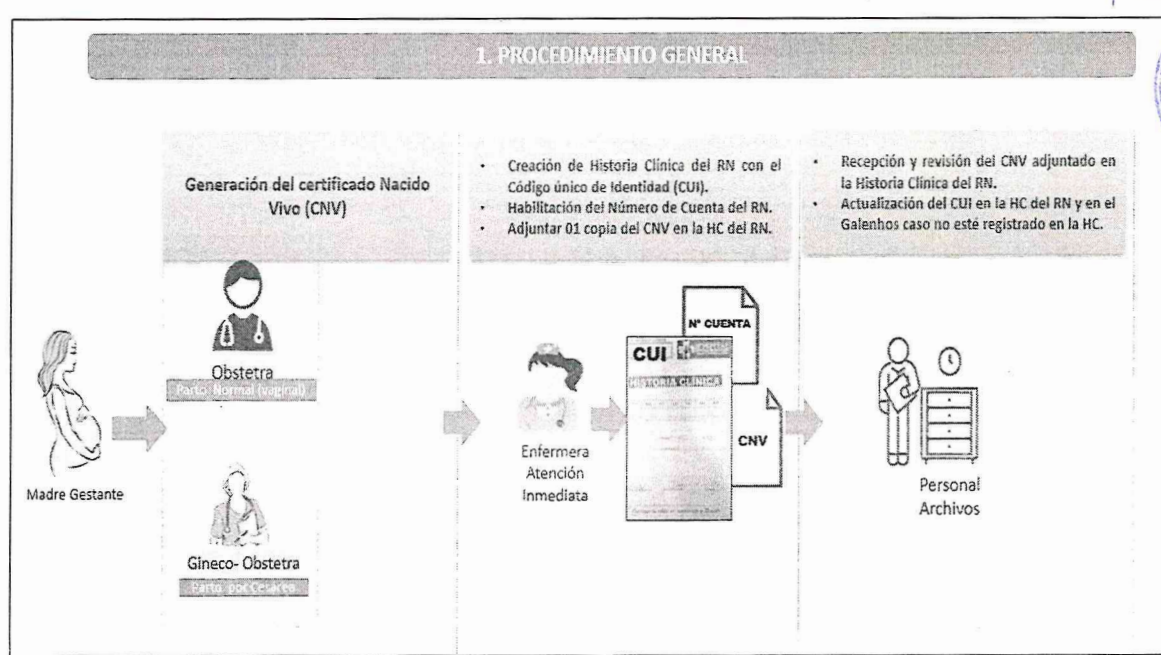 1. PROCEDIMIENTO GENERAL
Generación del certificado Nacido
Vivo (CNV)
• Creación de Historia Clínica del RN con el
Código único de Identidad (CUI).
• Habilitación del Número de Cuenta del RN.
• Adjuntar 01 copia del CNV en la HC del RN.
• Recepción y revisión del CNV adjuntado en
la Historia Clínica del RN.
• Actualización del CUI en la HC del RN y en el
Galenhos caso no esté registrado en la HC.
Madre Gestante
Obstetra
Parto Normal (vaginal)
Gineco- Obstetra
Parto por Cesarea
Enfermera
Atención
Inmediata
N° CUENTA
CUI
HISTORIA CLINICA
CNV
Personal
Archivos